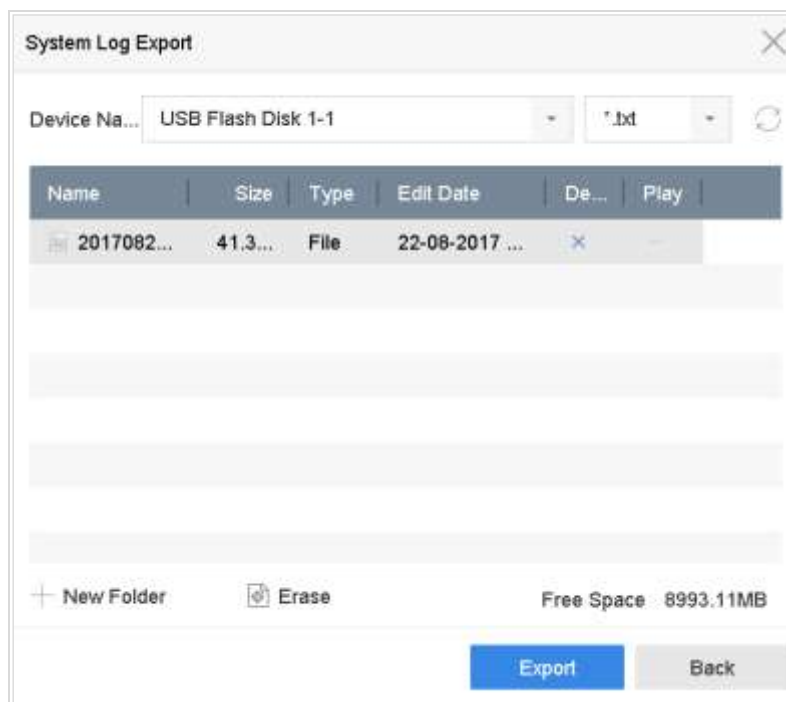 System Log Export
Device Na... USB Flash Disk 1-1 *.txt
Name Size Type Edit Date De... Play
2017082... 41.3... File 22-08-2017 ...
New Folder Erase Free Space 8993.11MB
Export Back